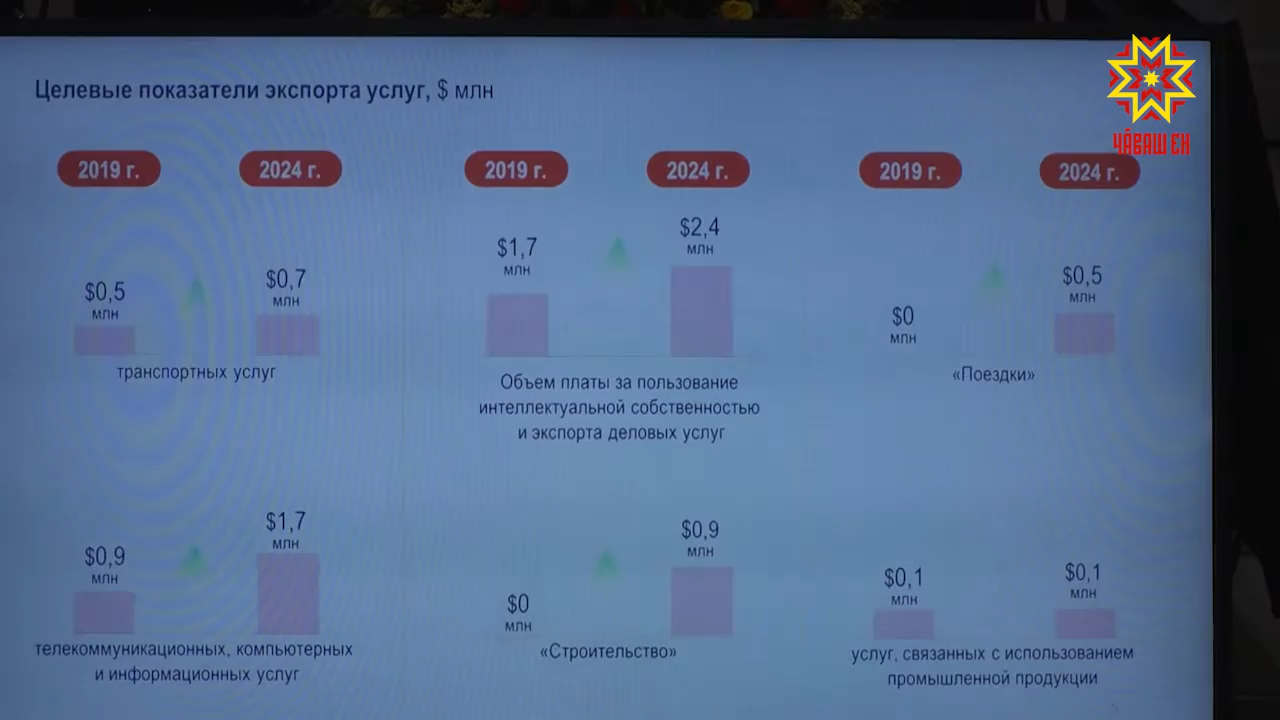 Целевые показатели экспорта услуг, $ млн
ЧӐВАШ ЕН
2019 г.
2024 г.
2019 г.
2024 г.
2019 г.
2024 г.
$0,5
млн
$0,7
млн
транспортных услуг
$1,7
млн
$2,4
млн
Объем платы за пользование
интеллектуальной собственностью
и экспорта деловых услуг
$0
млн
$0,5
млн
«Поездки»
$0,9
млн
$1,7
млн
телекоммуникационных, компьютерных
и информационных услуг
$0
млн
$0,9
млн
«Строительство»
$0,1
млн
$0,1
млн
услуг, связанных с использованием
промышленной продукции